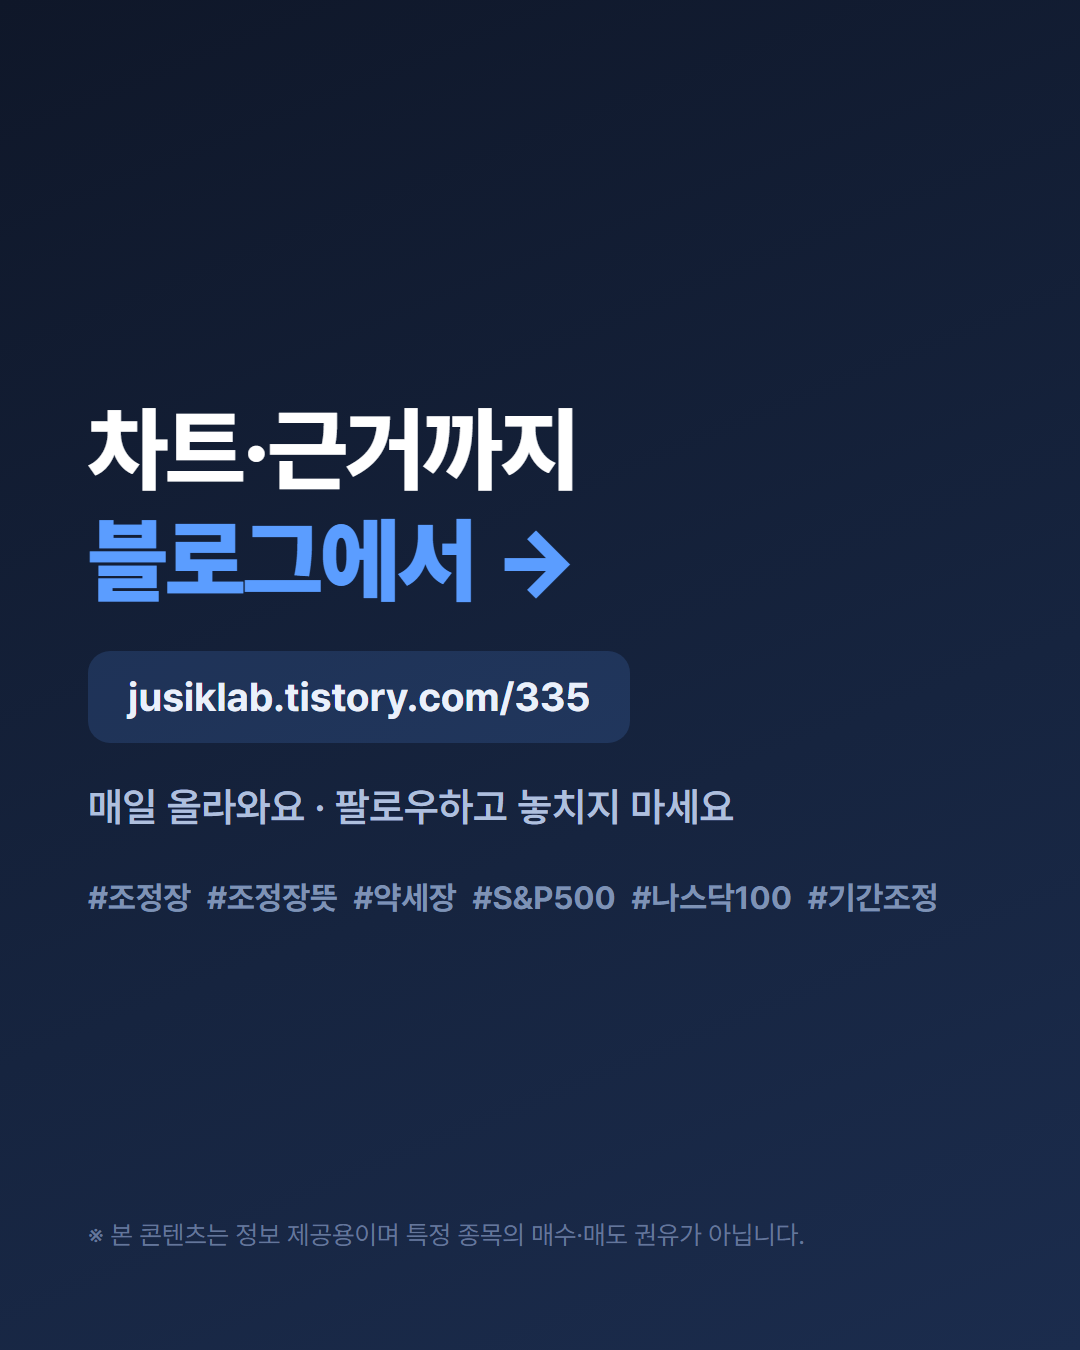 차트·근거까지
블로그에서 →
jusiklab.tistory.com/335
매일 올라와요 · 팔로우하고 놓치지 마세요
#조정장 #조정장뜻 #약세장 #S&P500 #나스닥100 #기간조정
※ 본 콘텐츠는 정보 제공용이며 특정 종목의 매수·매도 권유가 아닙니다.